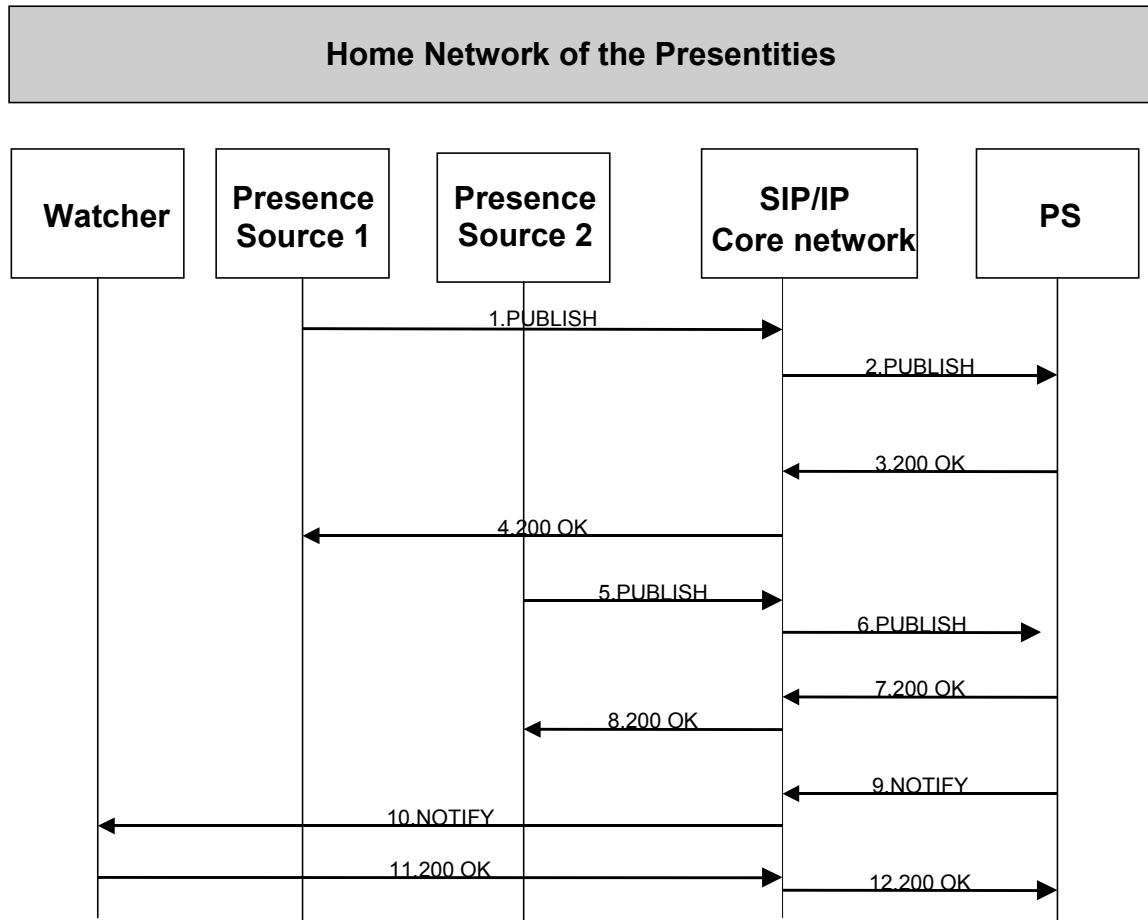 Home Network of the Presentities
Watcher
Presence
Source 1
Presence
Source 2
SIP/IP
Core network
PS
1.PUBLISH
2.PUBLISH
3.200 OK
4.200 OK
5.PUBLISH
6.PUBLISH
7.200 OK
8.200 OK
9.NOTIFY
10.NOTIFY
11.200 OK
12.200 OK